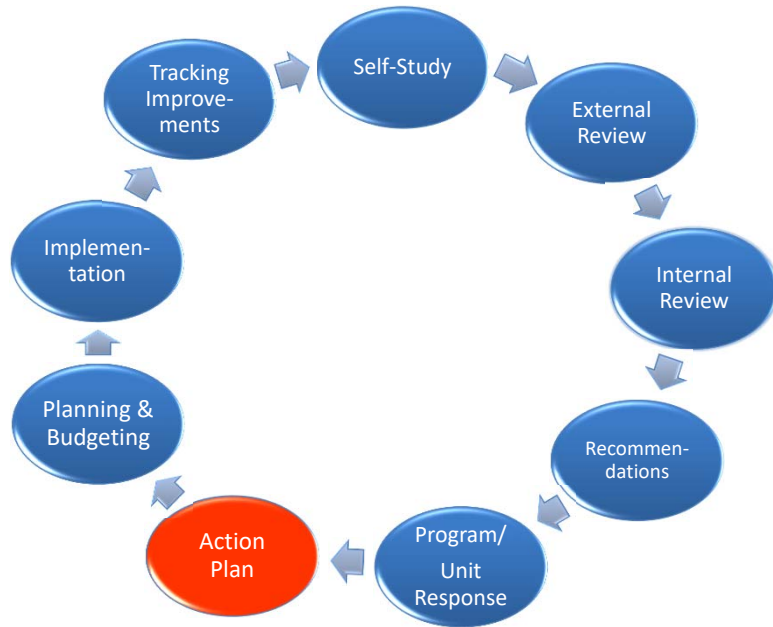 Self-Study
External
Review
Internal
Review
Recommen-
dations
Program/
Unit
Response
Action
Plan
Planning &
Budgeting
Implemen-
tation
Tracking
Improve-
ments